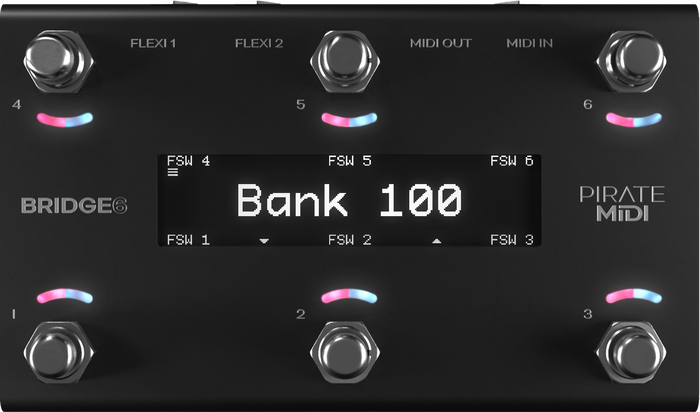 FLEXI 1
FLEXI 2
MIDI OUT
MIDI IN
4
5
6
FSW 4
FSW 5
FSW 6
Bank 100
BRIDGE6
PIRATE
MiDI
FSW 1
FSW 2
FSW 3
1
2
3